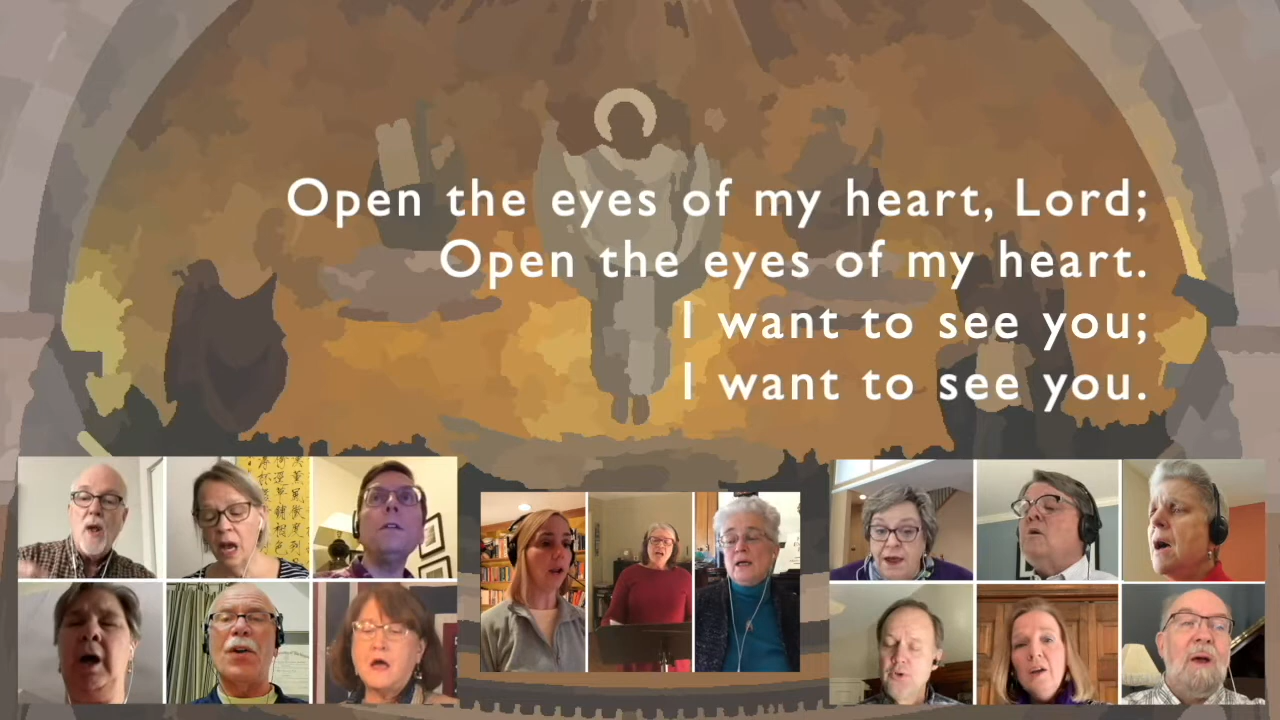 Open the eyes of my heart, Lord;
Open the eyes of my heart.
I want to see you;
I want to see you.